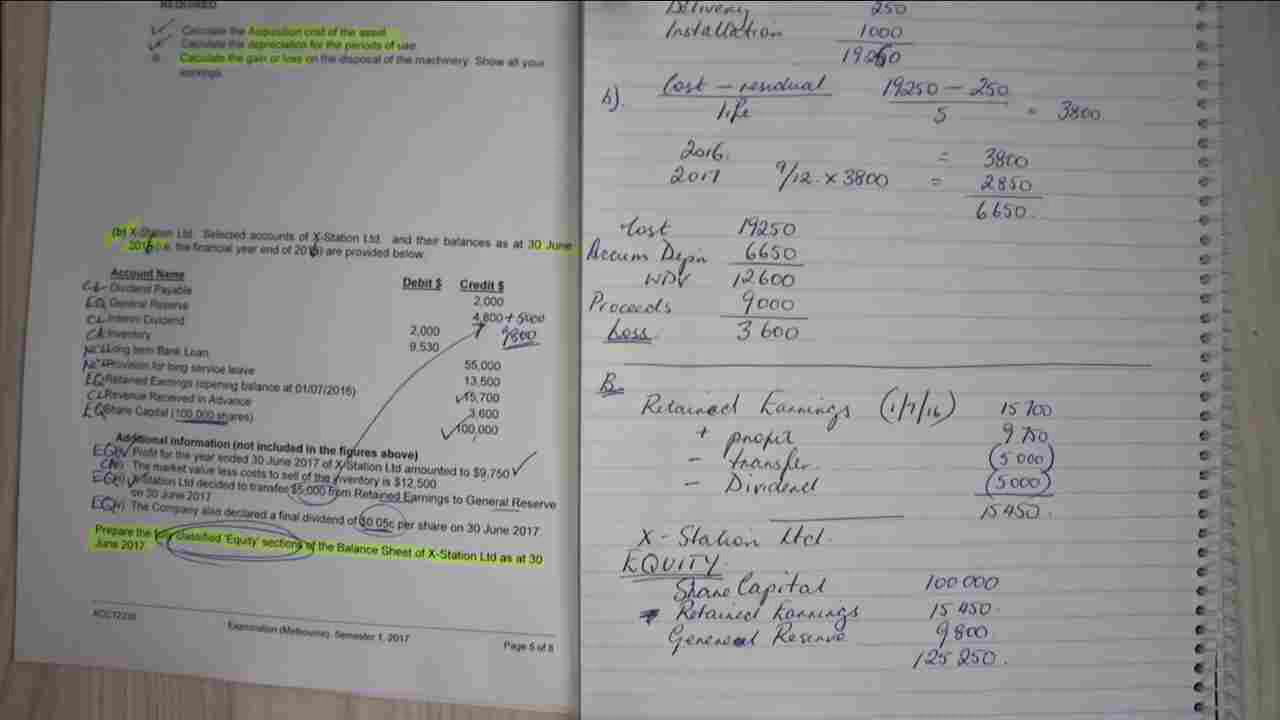 REQUIRED
Calculate the Acquisition cost of the asset.
Calculate the depreciation for the periods of use
Calculate the gain or loss on the disposal of the machinery. Show all your
workings.
(b) X-Station Ltd. Selected accounts of X-Station Ltd. and their balances as at 30 June
2016 (i.e. the financial year end of 2016) are provided below.
Account Name Debit $ Credit $
CL Dividend Payable 2,000
EQ General Reserve 4,800 + 5000
CL Interim Dividend 2,000 9800
CA Inventory 9,530
NCL Long term Bank Loan 55,000
NCL Provision for long service leave 13,500
EQ Retained Earnings (opening balance at 01/07/2016) 15,700
CL Revenue Received in Advance 3,600
EQ Share Capital (100,000 shares) 100,000
Additional information (not included in the figures above)
Profit for the year ended 30 June 2017 of X-Station Ltd amounted to $9,750
The market value less costs to sell of the inventory is $12,500
X-Station Ltd decided to transfer $5,000 from Retained Earnings to General Reserve
on 30 June 2017
The Company also declared a final dividend of $0.05c per share on 30 June 2017
Prepare the classified 'Equity' sections of the Balance Sheet of X-Station Ltd as at 30
June 2017
Examination (Melbourne), Semester 1, 2017
Page 5 of 8
Delivery 250
Installation 1000
19250
b). Cost - residual / life 19250 - 250 / 5 = 3800
2016. = 3800
2017 9/12 x 3800 = 2850
6650.
Cost 19250
Accum Depn 6650
WDV 12600
Proceeds 9000
Loss 3600
B.
Retained Earnings (1/7/16) 15700
+ profit 9750
- transfer (5000)
- Dividend (5000)
15450.
X-Station Ltd.
EQUITY
Share Capital 100000
Retained Earnings 15450.
General Reserve 9800
125250.